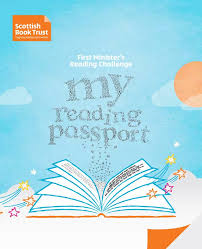 Scottish
Book Trust
First Minister's
Reading Challenge
my
reading
passport